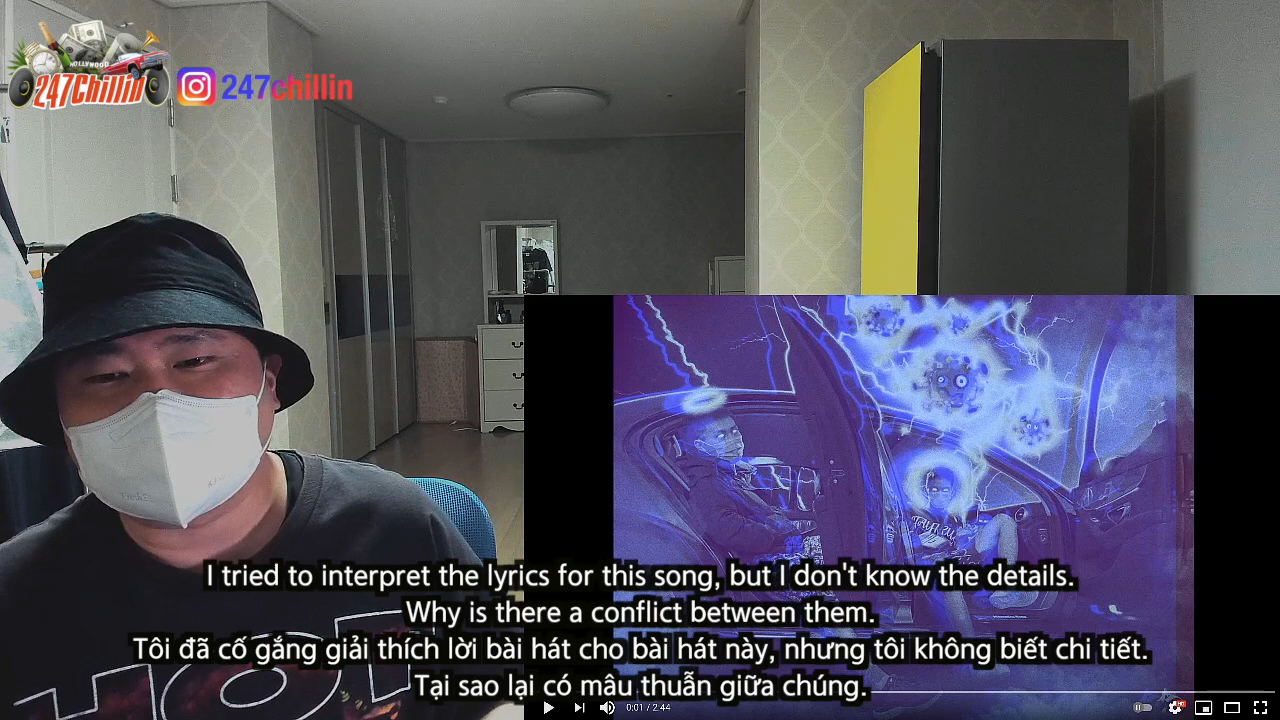 HOLLYWOOD
247Chillin
247chillin
I tried to interpret the lyrics for this song, but I don't know the details.
Why is there a conflict between them.
Tôi đã cố gắng giải thích lời bài hát cho bài hát này, nhưng tôi không biết chi tiết.
Tại sao lại có mâu thuẫn giữa chúng.
0:01 / 2:44